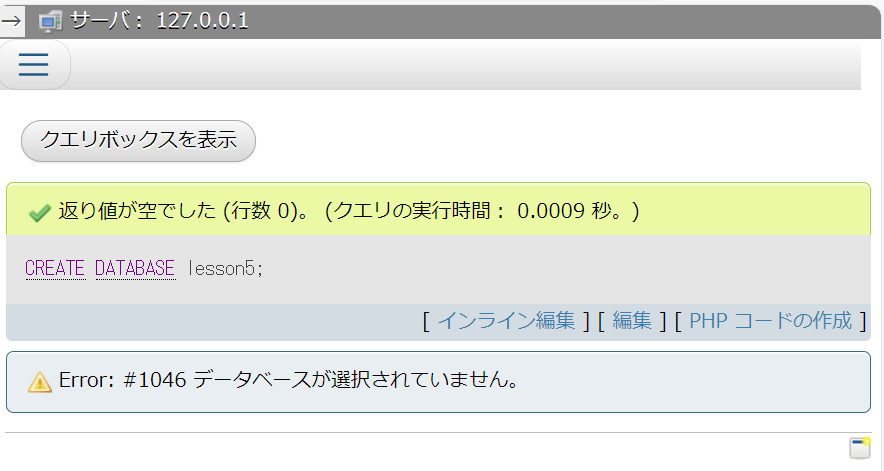 → サーバ： 127.0.0.1
クエリボックスを表示
返り値が空でした (行数 0)。 (クエリの実行時間： 0.0009 秒。)
CREATE DATABASE lesson5;
[ インライン編集 ] [ 編集 ] [ PHP コードの作成 ]
Error: #1046 データベースが選択されていません。